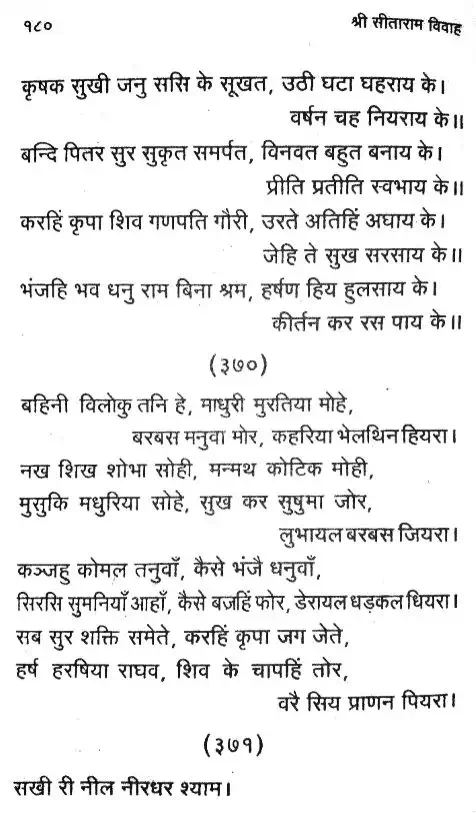 १८०
श्री सीताराम विवाह
कृषक सुखी जनु ससि के सूखत, उठी घटा घहराय के।
वर्षन चह नियराय के॥
बन्दि पितर सुर सुकृत समर्पत, विनवत बहुत बनाय के।
प्रीति प्रतीति स्वभाय के॥
करहिं कृपा शिव गणपति गौरी, उरते अतिहिं अघाय के।
जेहि ते सुख सरसाय के॥
भंजहि भव धनु राम बिना श्रम, हर्षण हिय हुलसाय के।
कीर्तन कर रस पाय के॥
(३७०)
बहिनी विलोकु तनि हे, माधुरी मुरतिया मोहे,
बरबस मनुवा मोर, कहरिया भेलथिन हियरा।
नख शिख शोभा सोही, मन्मथ कोटिक मोही,
मुसुकि मधुरिया सोहे, सुख कर सुषुमा जोर,
लुभायल बरबस जियरा।
कञ्जहु कोमल तनुवाँ, कैसे भंजै धनुवाँ,
सिरसि सुमनियाँ आहाँ, कैसे बज्रहिं फोर, डेरायल धड़कल धियरा।
सब सुर शक्ति समेते, करहिं कृपा जग जेते,
हर्ष हरषिया राघव, शिव के चापहिं तोर,
वरै सिय प्राणन पियरा।
(३७१)
सखी री नील नीरधर श्याम।